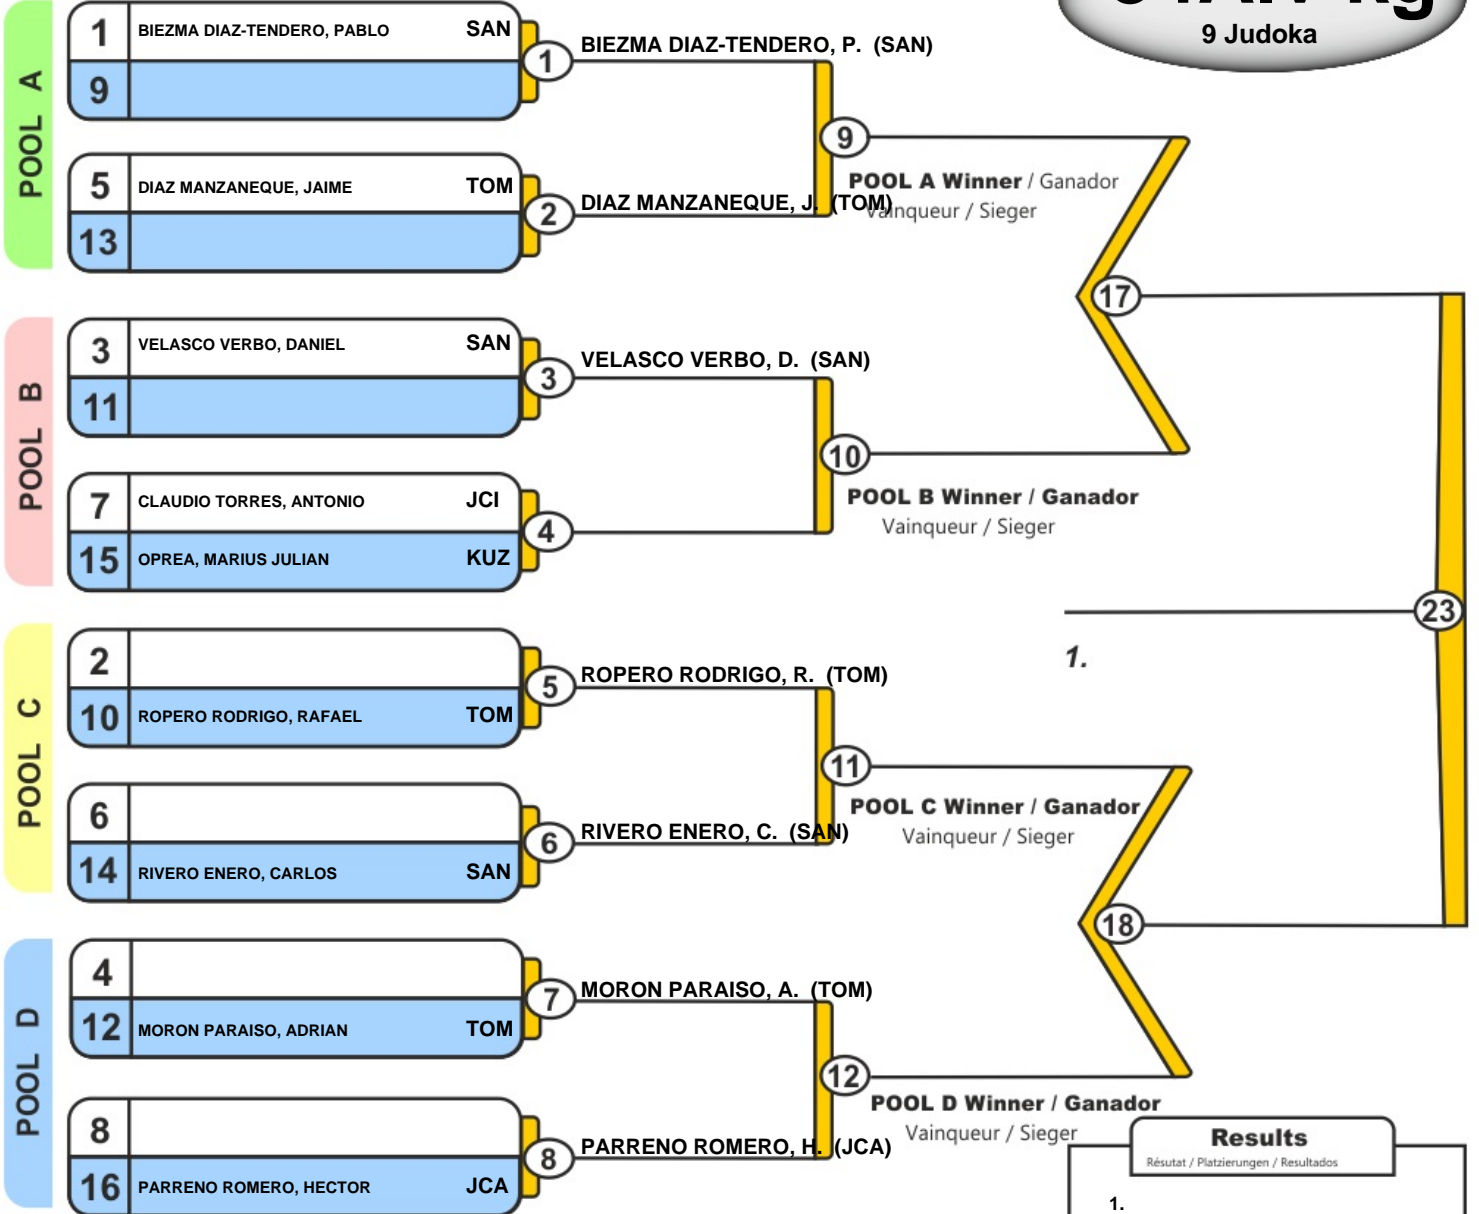 9 Judoka
POOL A
1 BIEZMA DIAZ-TENDERO, PABLO SAN
9
1
BIEZMA DIAZ-TENDERO, P. (SAN)
5 DIAZ MANZANEQUE, JAIME TOM
13
2
DIAZ MANZANEQUE, J. (TOM)
9
POOL A Winner / Ganador
Vainqueur / Sieger
17
POOL B
3 VELASCO VERBO, DANIEL SAN
11
3
VELASCO VERBO, D. (SAN)
7 CLAUDIO TORRES, ANTONIO JCI
15 OPREA, MARIUS JULIAN KUZ
4
10
POOL B Winner / Ganador
Vainqueur / Sieger
23
1.
POOL C
2
10 ROPERO RODRIGO, RAFAEL TOM
5
ROPERO RODRIGO, R. (TOM)
6
14 RIVERO ENERO, CARLOS SAN
6
RIVERO ENERO, C. (SAN)
11
POOL C Winner / Ganador
Vainqueur / Sieger
18
POOL D
4
12 MORON PARAISO, ADRIAN TOM
7
MORON PARAISO, A. (TOM)
8
16 PARRENO ROMERO, HECTOR JCA
8
PARRENO ROMERO, H. (JCA)
12
POOL D Winner / Ganador
Vainqueur / Sieger
Results
Résutat / Platzierungen / Resultados
1.